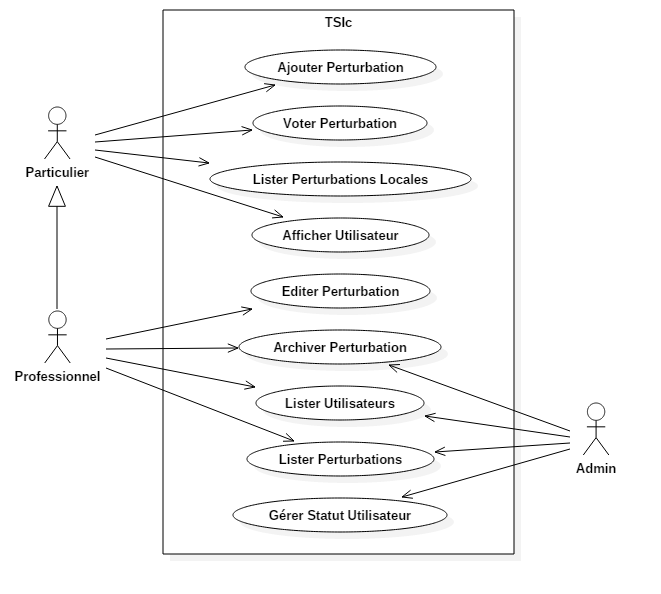 TSIc
Ajouter Perturbation
Voter Perturbation
Particulier
Lister Perturbations Locales
Afficher Utilisateur
Editer Perturbation
Archiver Perturbation
Professionnel
Lister Utilisateurs
Lister Perturbations
Admin
Gérer Statut Utilisateur